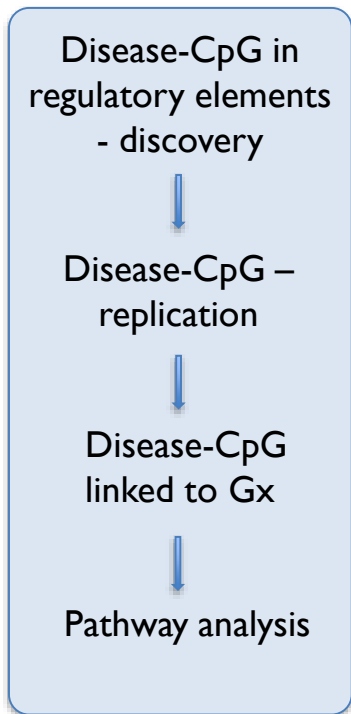 Disease-CpG in
regulatory elements
- discovery
Disease-CpG –
replication
Disease-CpG
linked to Gx
Pathway analysis